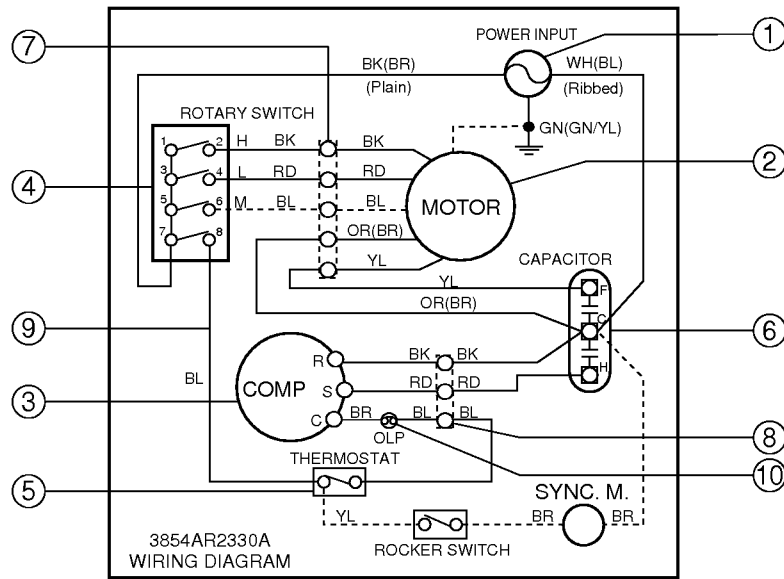 POWER INPUT
1
7
BK(BR)
WH(BL)
(Plain)
(Ribbed)
ROTARY SWITCH
GN(GN/YL)
1 2 H BK BK
3 4 L RD RD
4
2
MOTOR
5 6 M BL BL
7 8
OR(BR)
CAPACITOR
YL
YL
F
OR(BR)
C
9
6
R BK BK
BL
COMP
RD RD
H
S
3
C BR BL BL
8
OLP
THERMOSTAT
10
5
SYNC. M.
YL
BR
BR
3854AR2330A
ROCKER SWITCH
WIRING DIAGRAM